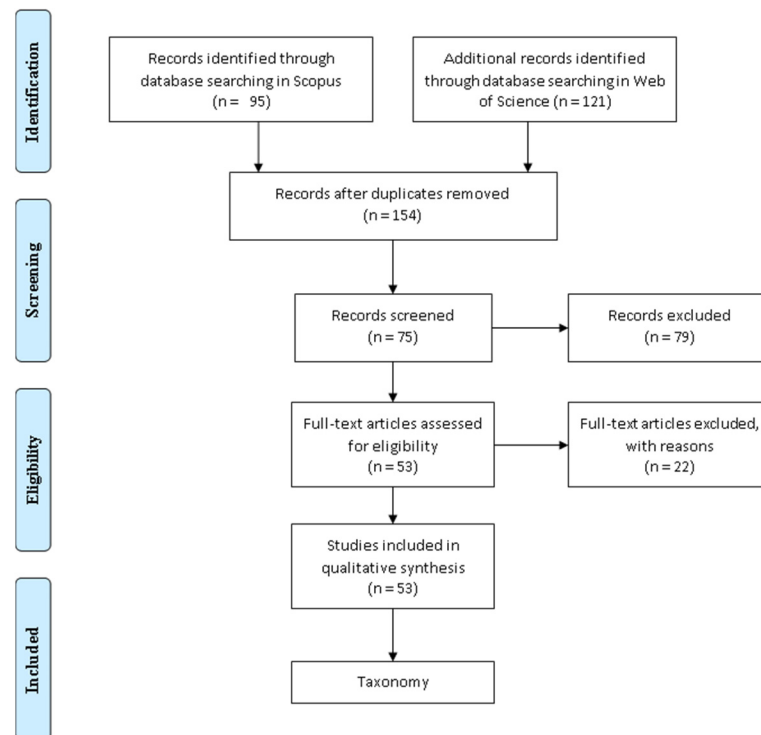 Identification
Records identified through
database searching in Scopus
(n = 95)
Additional records identified
through database searching in Web
of Science (n = 121)
Records after duplicates removed
(n = 154)
Screening
Records screened
(n = 75)
Records excluded
(n = 79)
Eligibility
Full-text articles assessed
for eligibility
(n = 53)
Full-text articles excluded,
with reasons
(n = 22)
Studies included in
qualitative synthesis
(n = 53)
Included
Taxonomy